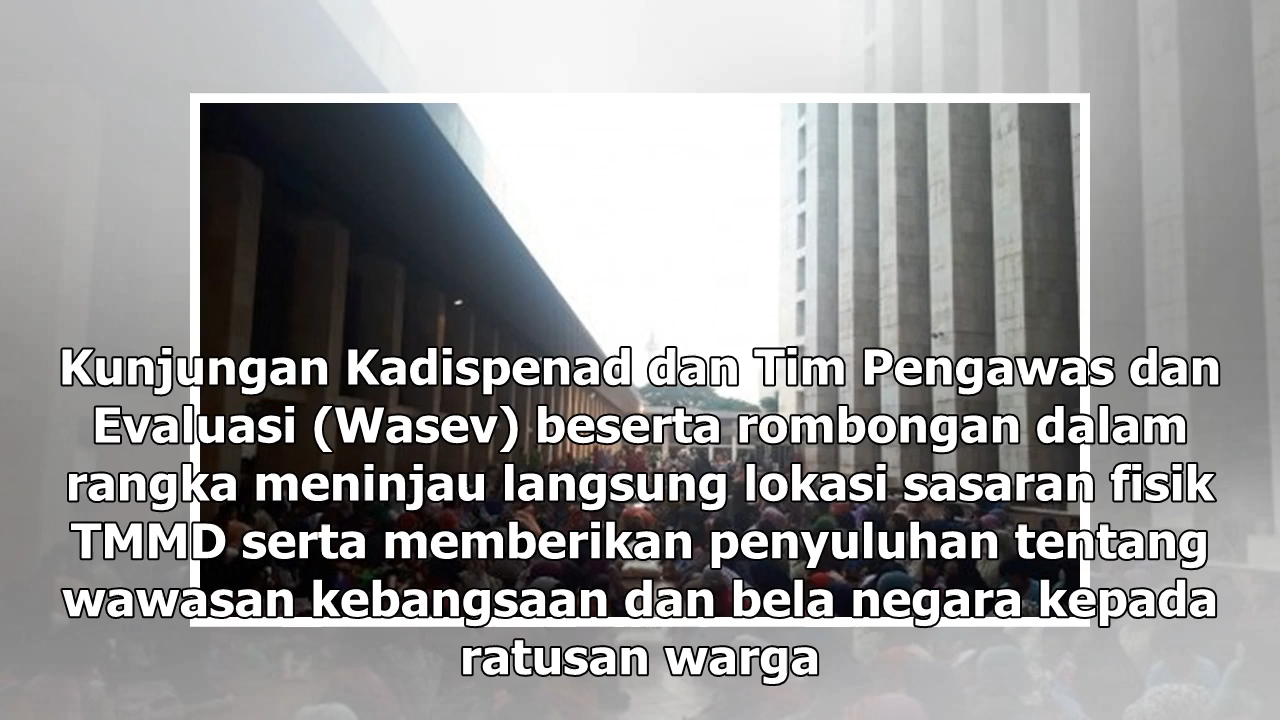 Kunjungan Kadispenad dan Tim Pengawas dan
Evaluasi (Wasev) beserta rombongan dalam
rangka meninjau langsung lokasi sasaran fisik
TMMD serta memberikan penyuluhan tentang
wawasan kebangsaan dan bela negara kepada
ratusan warga